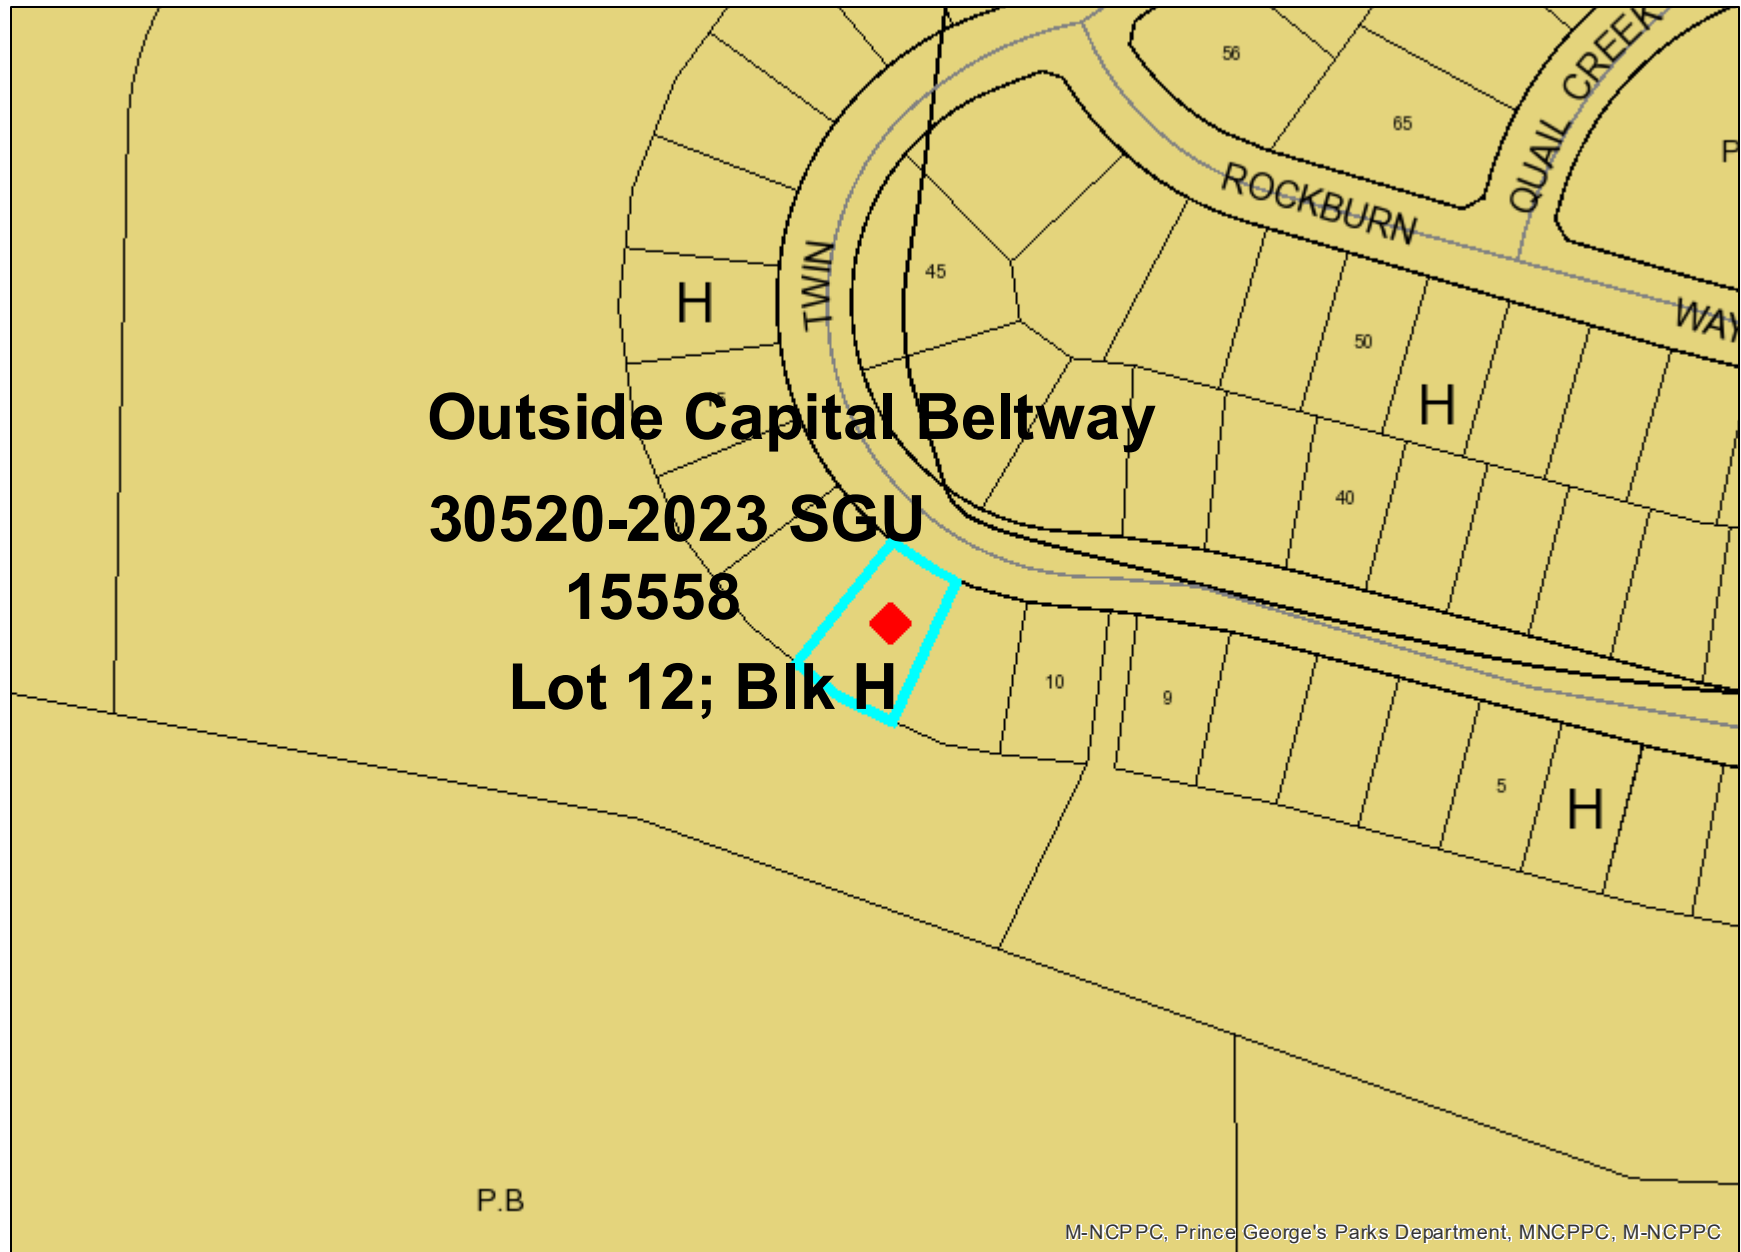 56
65
QUAIL CREEK
P
ROCKBURN
WAY
TWIN
45
H
50
H
Outside Capital Beltway
40
30520-2023 SGU
15558
Lot 12; Blk H
10
9
5
H
P.B
M-NCPPC, Prince George's Parks Department, MNCPPC, M-NCPPC